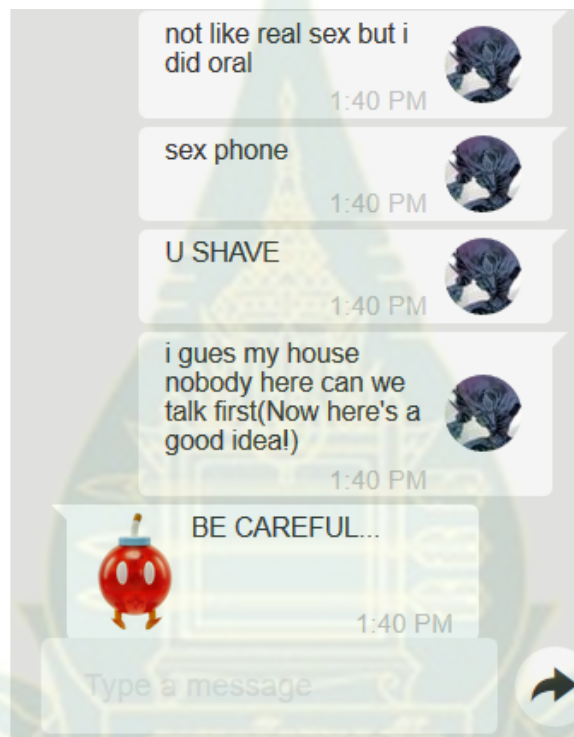 not like real sex but i
did oral
1:40 PM
sex phone
1:40 PM
U SHAVE
1:40 PM
i gues my house
nobody here can we
talk first(Now here's a
good idea!)
1:40 PM
BE CAREFUL...
1:40 PM
Type a message